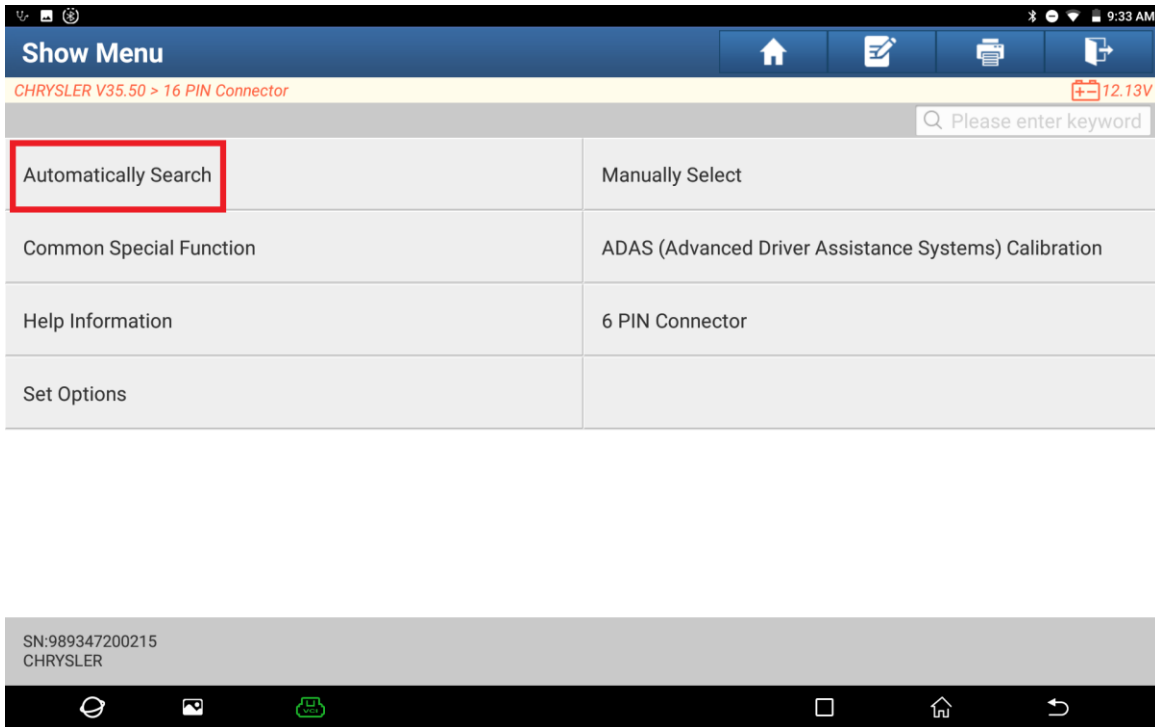 9:33 AM
Show Menu
CHRYSLER V35.50 > 16 PIN Connector
12.13V
Please enter keyword
Automatically Search
Manually Select
Common Special Function
ADAS (Advanced Driver Assistance Systems) Calibration
Help Information
6 PIN Connector
Set Options
SN:989347200215
CHRYSLER
VCI